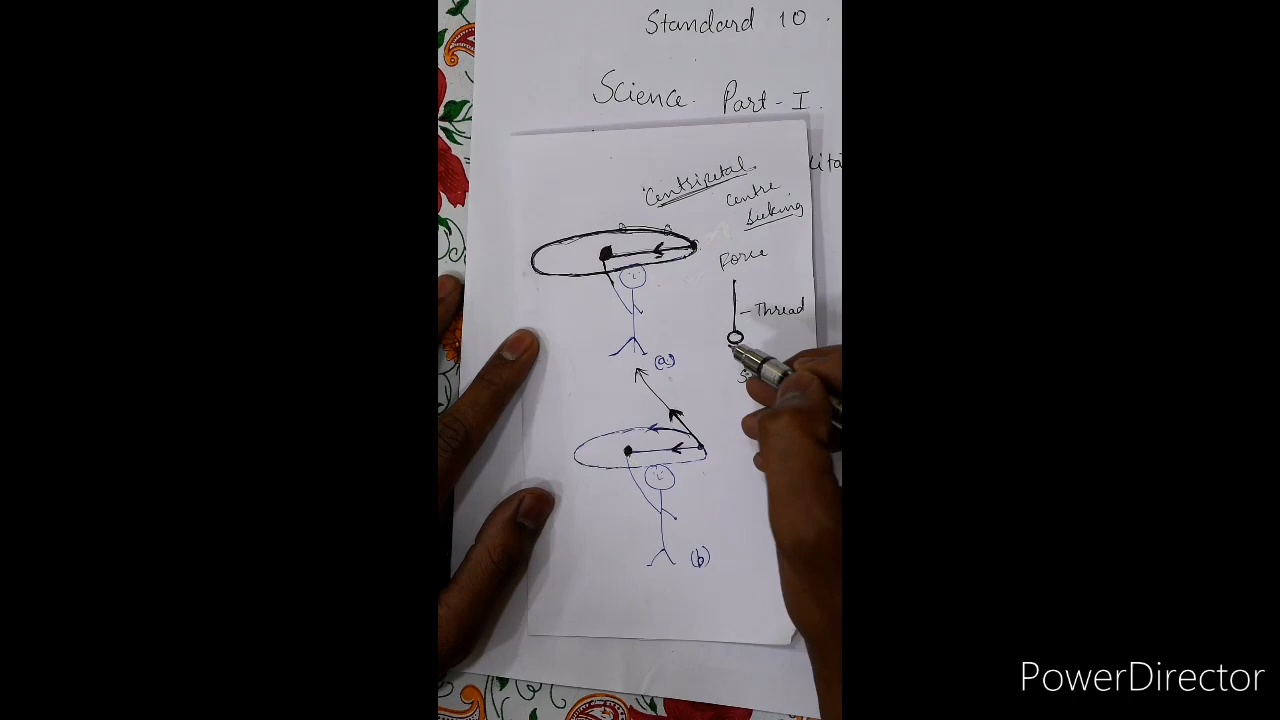 Standard 10.
Science. Part-I.
Centripetal
Centre
Seeking
Force
- Thread
(a)
(b)
PowerDirector